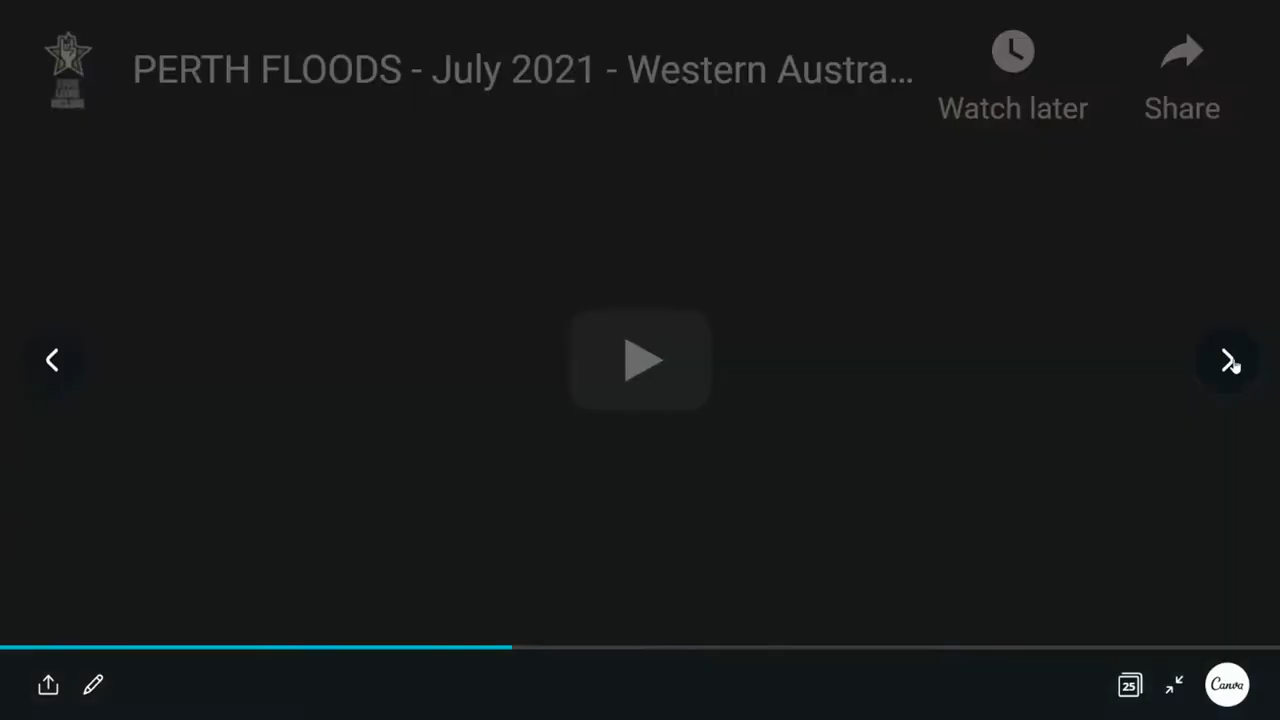 PERTH FLOODS - July 2021 - Western Austra...
Watch later
Share
25
Canva